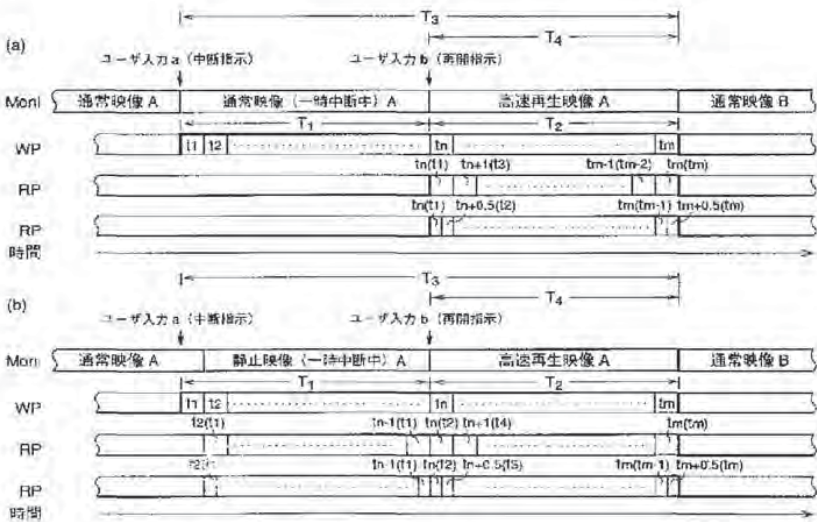 T3
T4
(a)
ユーザ入力 a (中断指示) ユーザ入力 b (再開指示)
Moni 通常映像 A 通常映像 (一時中断中) A 高速再生映像 A 通常映像 B
T1 T2
WP t1 t2 tn tm
tn(t1) tn+1(t3) tm-1(tm-2) tm(tm)
RP
tn(t1) tn+0.5(t2) tm(tm-1) tm+0.5(tm)
RP
時間
T3
T4
(b)
ユーザ入力 a (中断指示) ユーザ入力 b (再開指示)
Moni 通常映像 A 静止映像 (一時中断中) A 高速再生映像 A 通常映像 B
T1 T2
WP t1 t2 tn tm
t2(t1) tn-1(t1) tn(t2) tn+1(t4) tm(tm)
RP
tn-1(t1) tn(t2) tn+0.5(t3) tm(tm-1) tm+0.5(tm)
RP
時間